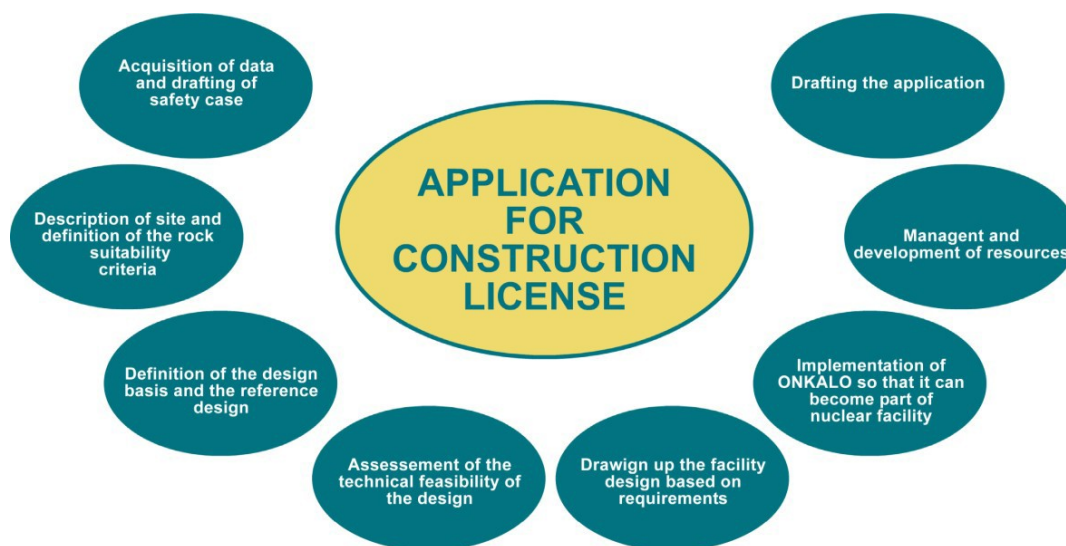 Acquisition of data
and drafting of
safety case
Drafting the application
APPLICATION
FOR
CONSTRUCTION
LICENSE
Description of site and
definition of the rock
suitability
criteria
Managent and
development of resources
Definition of the design
basis and the reference
design
Implementation of
ONKALO so that it can
become part of
nuclear facility
Assessement of the
technical feasibility of
the design
Drawign up the facility
design based on
requirements